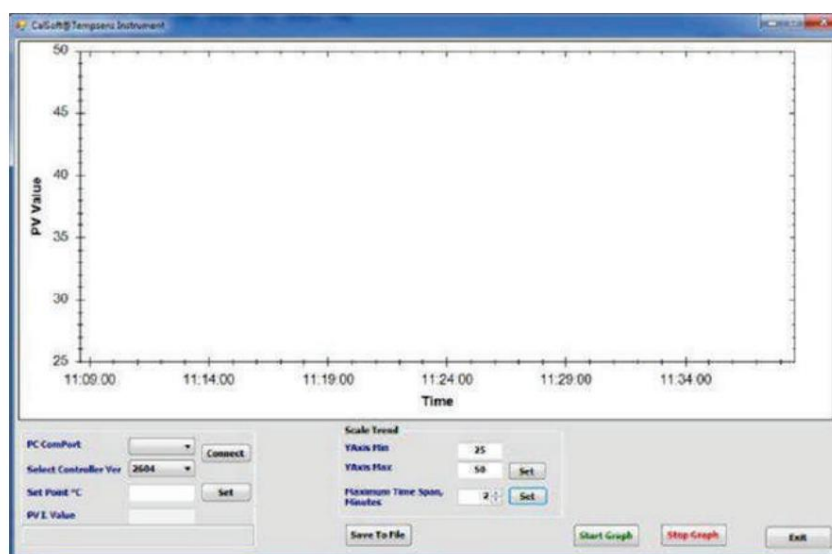 CalSoft@Tempsens Instrument
50
45
40
35
30
25
PV Value
11:09:00 11:14:00 11:19:00 11:24:00 11:29:00 11:34:00
Time
PC ComPort
Connect
Select Controller Ver 2604
Set Point °C
Set
PV Σ Value
Scale Trend
YAxis Min 25
YAxis Max 50 Set
Maximum Time Span, Minutes 2 Set
Save To File
Start Graph
Stop Graph
Exit